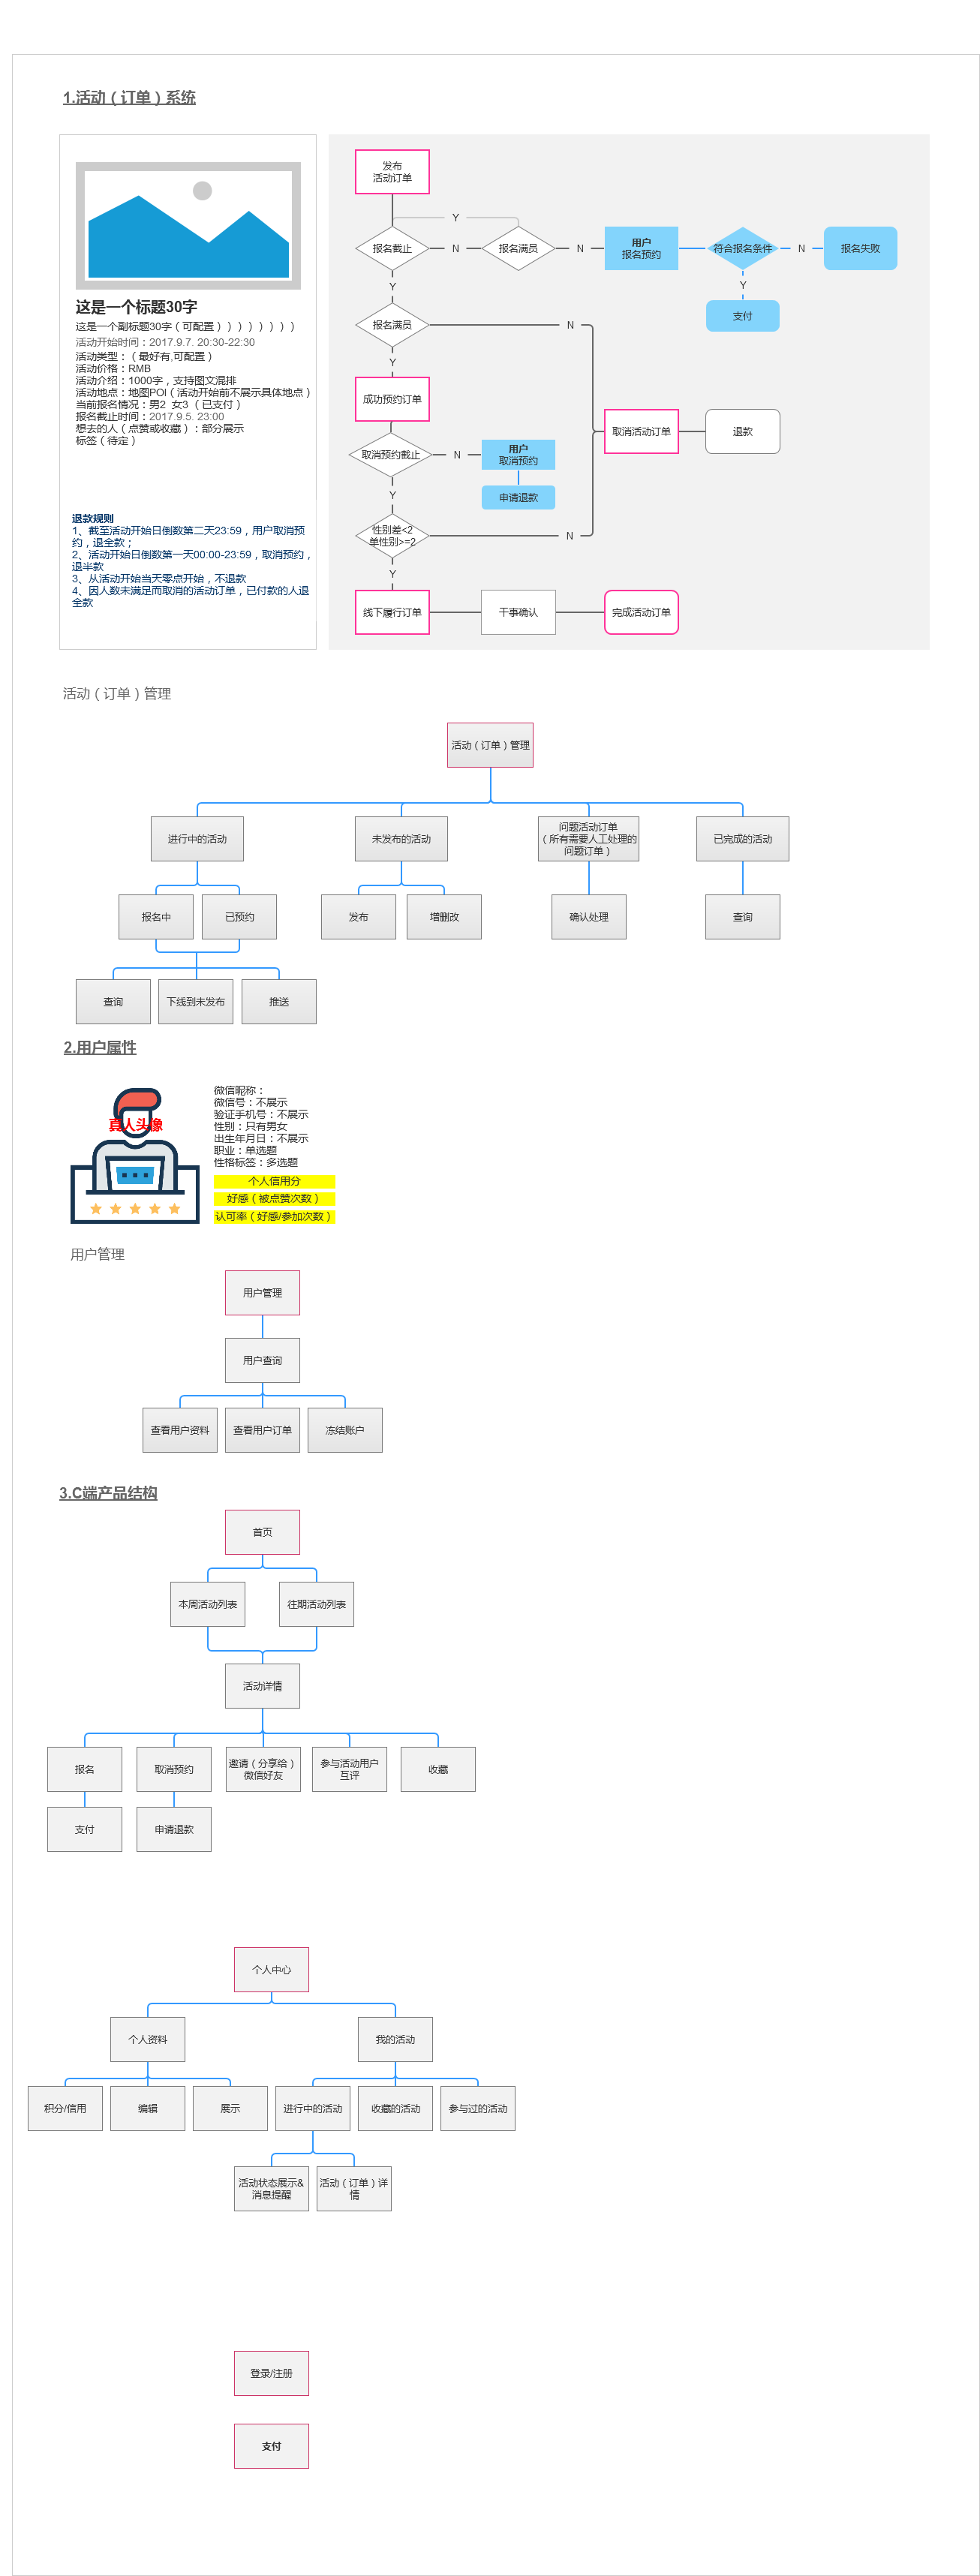 1.活动（订单）系统
发布
活动订单
Y
报名截止
N
报名满员
N
用户
报名预约
符合报名条件
N
报名失败
Y
Y
支付
这是一个标题30字
这是一个副标题30字（可配置））））））））
活动开始时间：2017.9.7. 20:30-22:30
活动类型：（最好有,可配置）
活动价格：RMB
活动介绍：1000字，支持图文混排
活动地点：地图POI（活动开始前不展示具体地点）
当前报名情况：男2 女3 （已支付）
报名截止时间：2017.9.5. 23:00
想去的人（点赞或收藏）：部分展示
标签（待定）
退款规则
1、截至活动开始日倒数第二天23:59，用户取消预
约，退全款；
2、活动开始日倒数第一天00:00-23:59，取消预约，
退半款
3、从活动开始当天零点开始，不退款
4、因人数未满足而取消的活动订单，已付款的人退
全款
报名满员
N
Y
成功预约订单
取消活动订单
退款
取消预约截止
N
用户
取消预约
申请退款
Y
性别差<2
单性别>=2
N
Y
线下履行订单
干事确认
完成活动订单
活动（订单）管理
活动（订单）管理
进行中的活动
未发布的活动
问题活动订单
（所有需要人工处理的
问题订单）
已完成的活动
报名中
已预约
发布
增删改
确认处理
查询
查询
下线到未发布
推送
2.用户属性
真人头像
微信昵称：
微信号：不展示
验证手机号：不展示
性别：只有男女
出生年月日：不展示
职业：单选题
性格标签：多选题
个人信用分
好感（被点赞次数）
认可率（好感/参加次数）
用户管理
用户管理
用户查询
查看用户资料
查看用户订单
冻结账户
3.C端产品结构
首页
本周活动列表
往期活动列表
活动详情
报名
取消预约
邀请（分享给）
微信好友
参与活动用户
互评
收藏
支付
申请退款
个人中心
个人资料
我的活动
积分/信用
编辑
展示
进行中的活动
收藏的活动
参与过的活动
活动状态展示&
消息提醒
活动（订单）详
情
登录/注册
支付